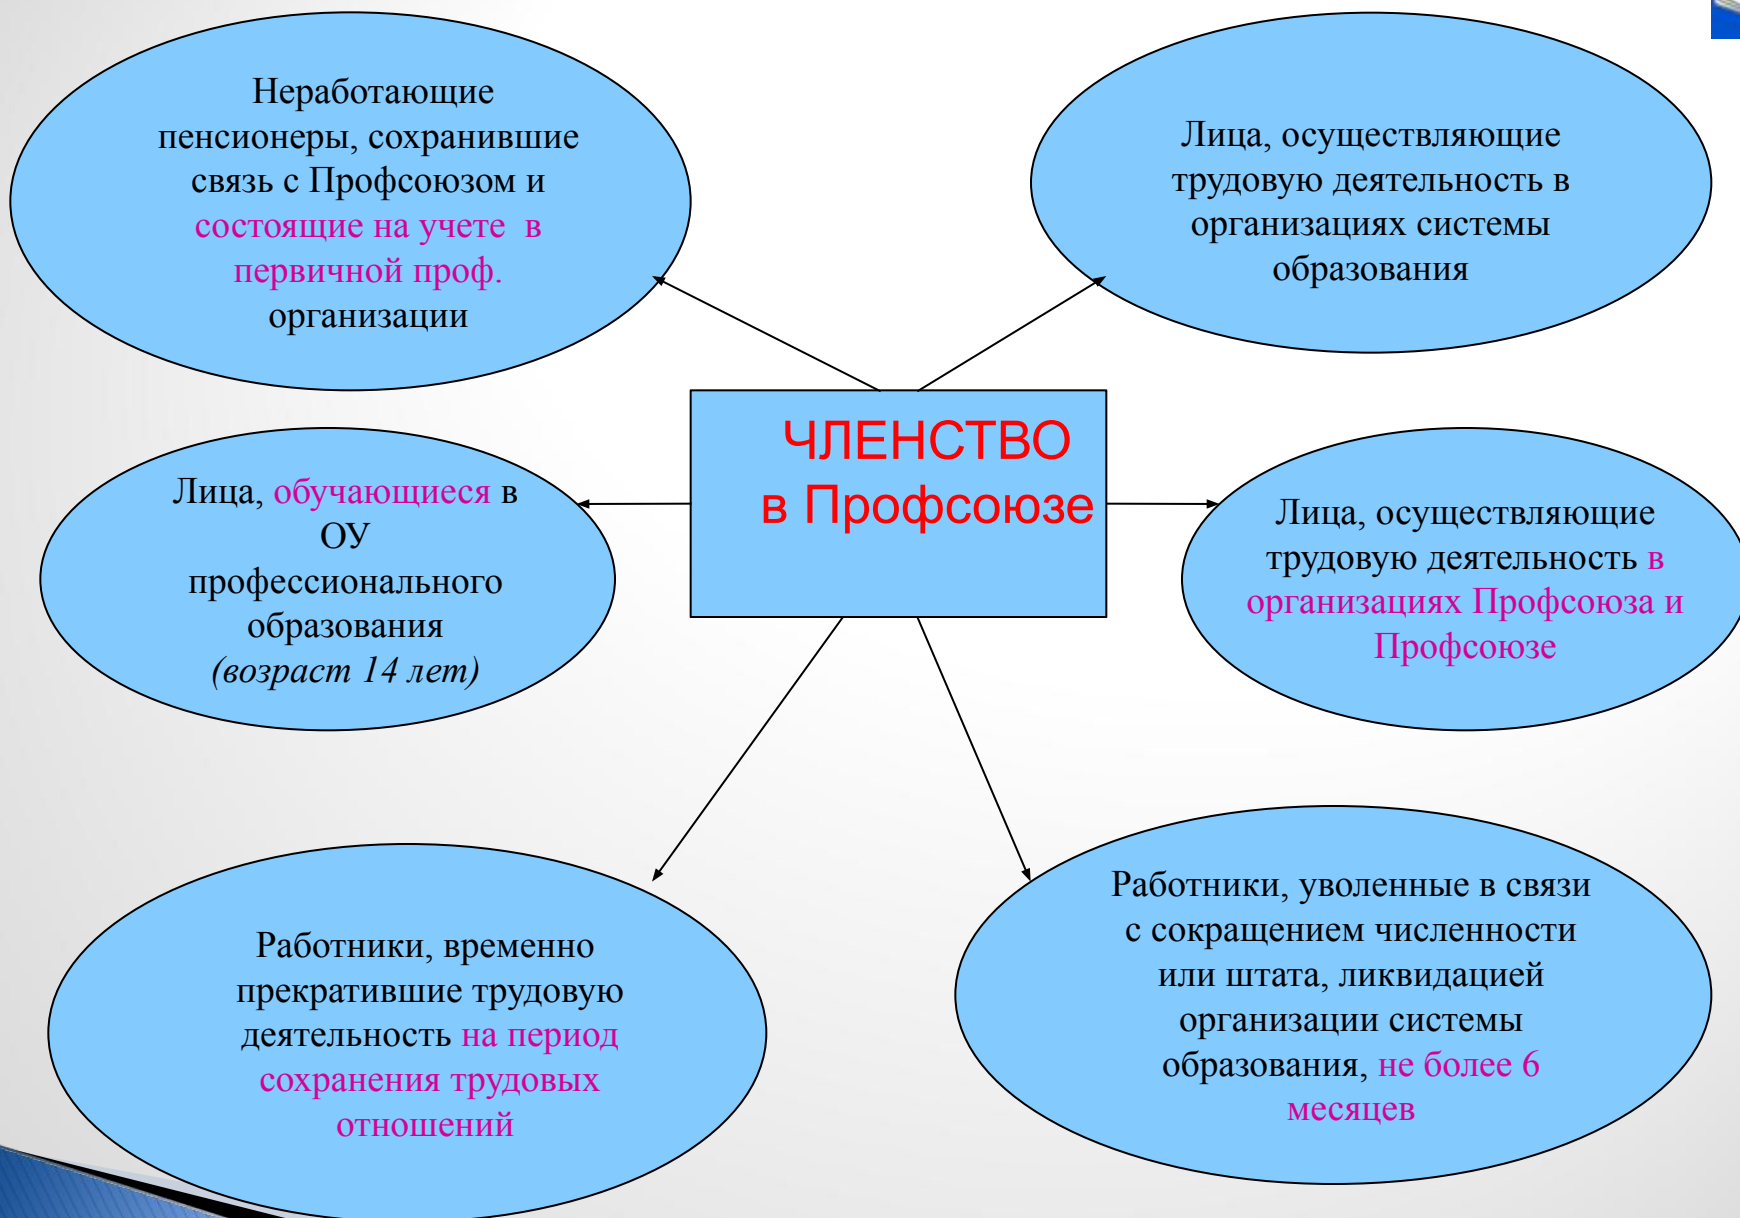 Неработающие
пенсионеры, сохранившие
связь с Профсоюзом и
состоящие на учете в
первичной проф.
организации
Лица, осуществляющие
трудовую деятельность в
организациях системы
образования
ЧЛЕНСТВО
в Профсоюзе
Лица, обучающиеся в
ОУ
профессионального
образования
(возраст 14 лет)
Лица, осуществляющие
трудовую деятельность в
организациях Профсоюза и
Профсоюзе
Работники, временно
прекратившие трудовую
деятельность на период
сохранения трудовых
отношений
Работники, уволенные в связи
с сокращением численности
или штата, ликвидацией
организации системы
образования, не более 6
месяцев